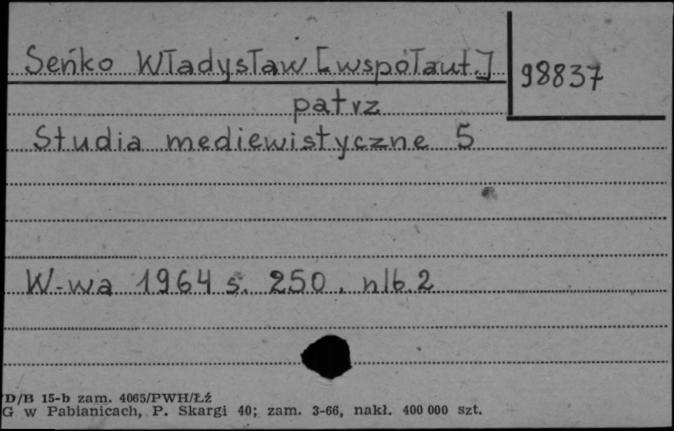 Seńko Władysław [współaut.]
98837
patrz
Studia mediewistyczne 5
W-wa 1964 s. 250, nlb. 2
D/B 15-b zam. 4065/PWH/Łź
G w Pabianicach, P. Skargi 40; zam. 3-66, nakł. 400 000 szt.